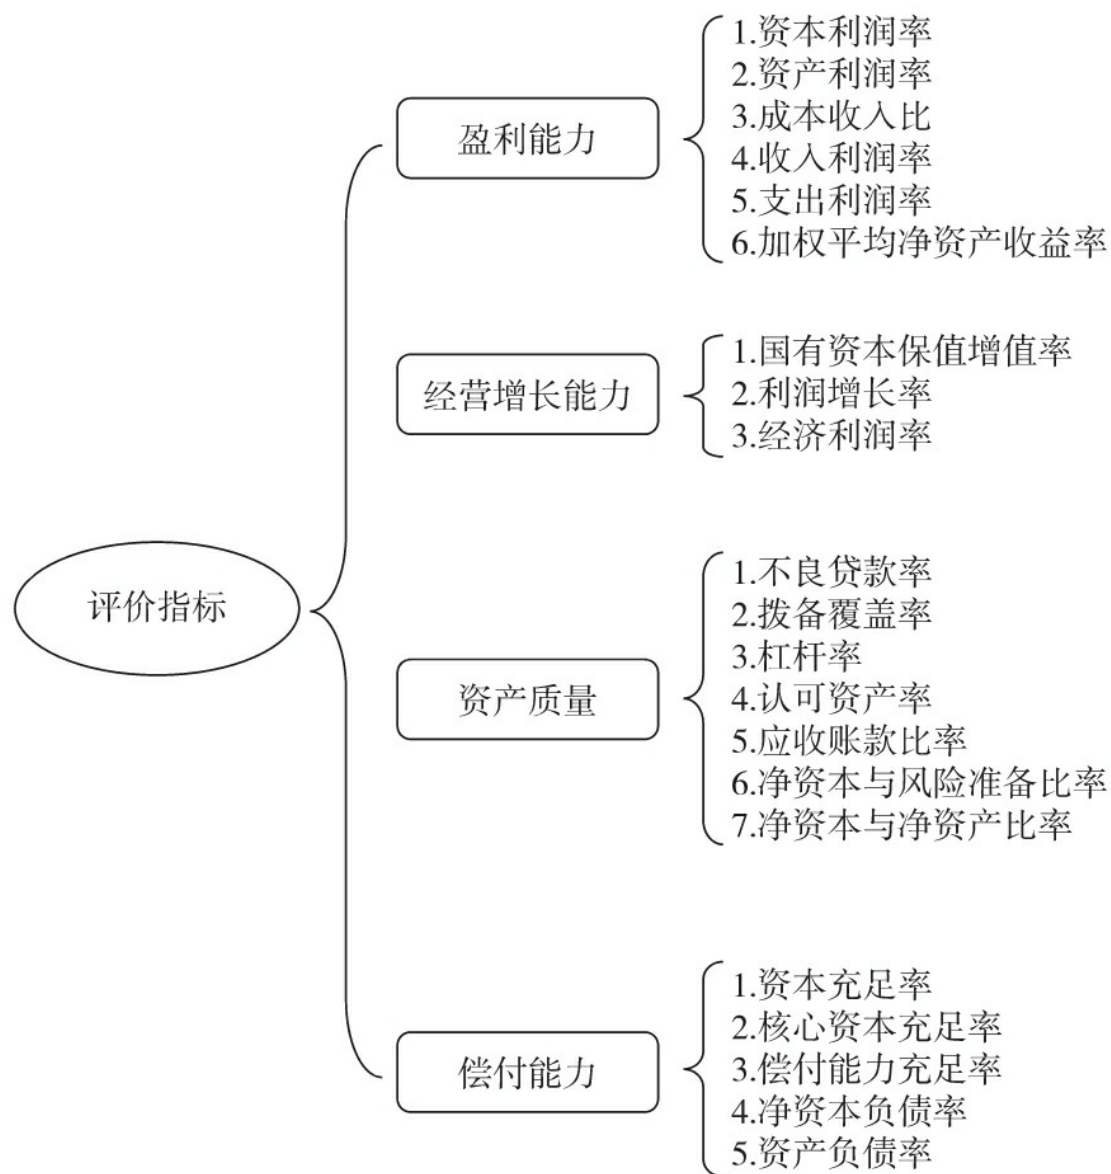 评价指标
盈利能力
1.资本利润率
2.资产利润率
3.成本收入比
4.收入利润率
5.支出利润率
6.加权平均净资产收益率
经营增长能力
1.国有资本保值增值率
2.利润增长率
3.经济利润率
资产质量
1.不良贷款率
2.拨备覆盖率
3.杠杆率
4.认可资产率
5.应收账款比率
6.净资本与风险准备比率
7.净资本与净资产比率
偿付能力
1.资本充足率
2.核心资本充足率
3.偿付能力充足率
4.净资本负债率
5.资产负债率